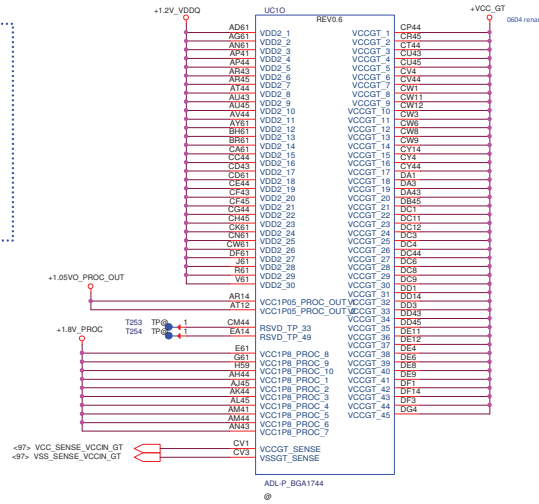 +1.2V_VDDQ UC1O +VCC_GT
REV0.6 0604 renam
AD61 VDD2_1 VCCGT_1 CP44
AG61 VDD2_2 VCCGT_2 CR45
AN61 VDD2_3 VCCGT_3 CT44
AP41 VDD2_4 VCCGT_4 CU43
AP44 VDD2_5 VCCGT_5 CU45
AR43 VDD2_6 VCCGT_6 CV4
AR45 VDD2_7 VCCGT_7 CV44
AT44 VDD2_8 VCCGT_8 CW1
AU43 VDD2_9 VCCGT_9 CW11
AU45 VDD2_10 VCCGT_10 CW12
AV44 VDD2_11 VCCGT_11 CW3
AY61 VDD2_12 VCCGT_12 CW6
BH61 VDD2_13 VCCGT_13 CW8
BR61 VDD2_14 VCCGT_14 CW9
CA61 VDD2_15 VCCGT_15 CY14
CC44 VDD2_16 VCCGT_16 CY4
CD43 VDD2_17 VCCGT_17 CY44
CD61 VDD2_18 VCCGT_18 DA1
CE44 VDD2_19 VCCGT_19 DA3
CF43 VDD2_20 VCCGT_20 DA43
CF45 VDD2_21 VCCGT_21 DB45
CG44 VDD2_22 VCCGT_22 DC1
CH45 VDD2_23 VCCGT_23 DC11
CK61 VDD2_24 VCCGT_24 DC12
CN61 VDD2_25 VCCGT_25 DC3
CW61 VDD2_26 VCCGT_26 DC4
DF61 VDD2_27 VCCGT_27 DC44
J61 VDD2_28 VCCGT_28 DC6
R61 VDD2_29 VCCGT_29 DC8
V61 VDD2_30 VCCGT_30 DC9
+1.05VO_PROC_OUT VCCGT_31 DD1
AR14 VCC1P05_PROC_OUT_1 VCCGT_32 DD14
AT12 VCC1P05_PROC_OUT_2 VCCGT_33 DD3
VCCGT_34 DD43
T253 TP@ 1 CM44 RSVD_TP_33 VCCGT_35 DD45
T254 TP@ 1 EA14 RSVD_TP_49 VCCGT_36 DE11
+1.8V_PROC VCCGT_37 DE12
E61 VCC1P8_PROC_8 VCCGT_38 DE4
G61 VCC1P8_PROC_9 VCCGT_39 DE6
H59 VCC1P8_PROC_10 VCCGT_40 DE8
AH44 VCC1P8_PROC_1 VCCGT_41 DE9
AJ45 VCC1P8_PROC_2 VCCGT_42 DF1
AK44 VCC1P8_PROC_3 VCCGT_43 DF14
AL45 VCC1P8_PROC_4 VCCGT_44 DF3
AM41 VCC1P8_PROC_5 VCCGT_45 DG4
AM44 VCC1P8_PROC_6
AN43 VCC1P8_PROC_7
<97> VCC_SENSE_VCCIN_GT CV1 VCCGT_SENSE
<97> VSS_SENSE_VCCIN_GT CV3 VSSGT_SENSE
ADL-P_BGA1744
@